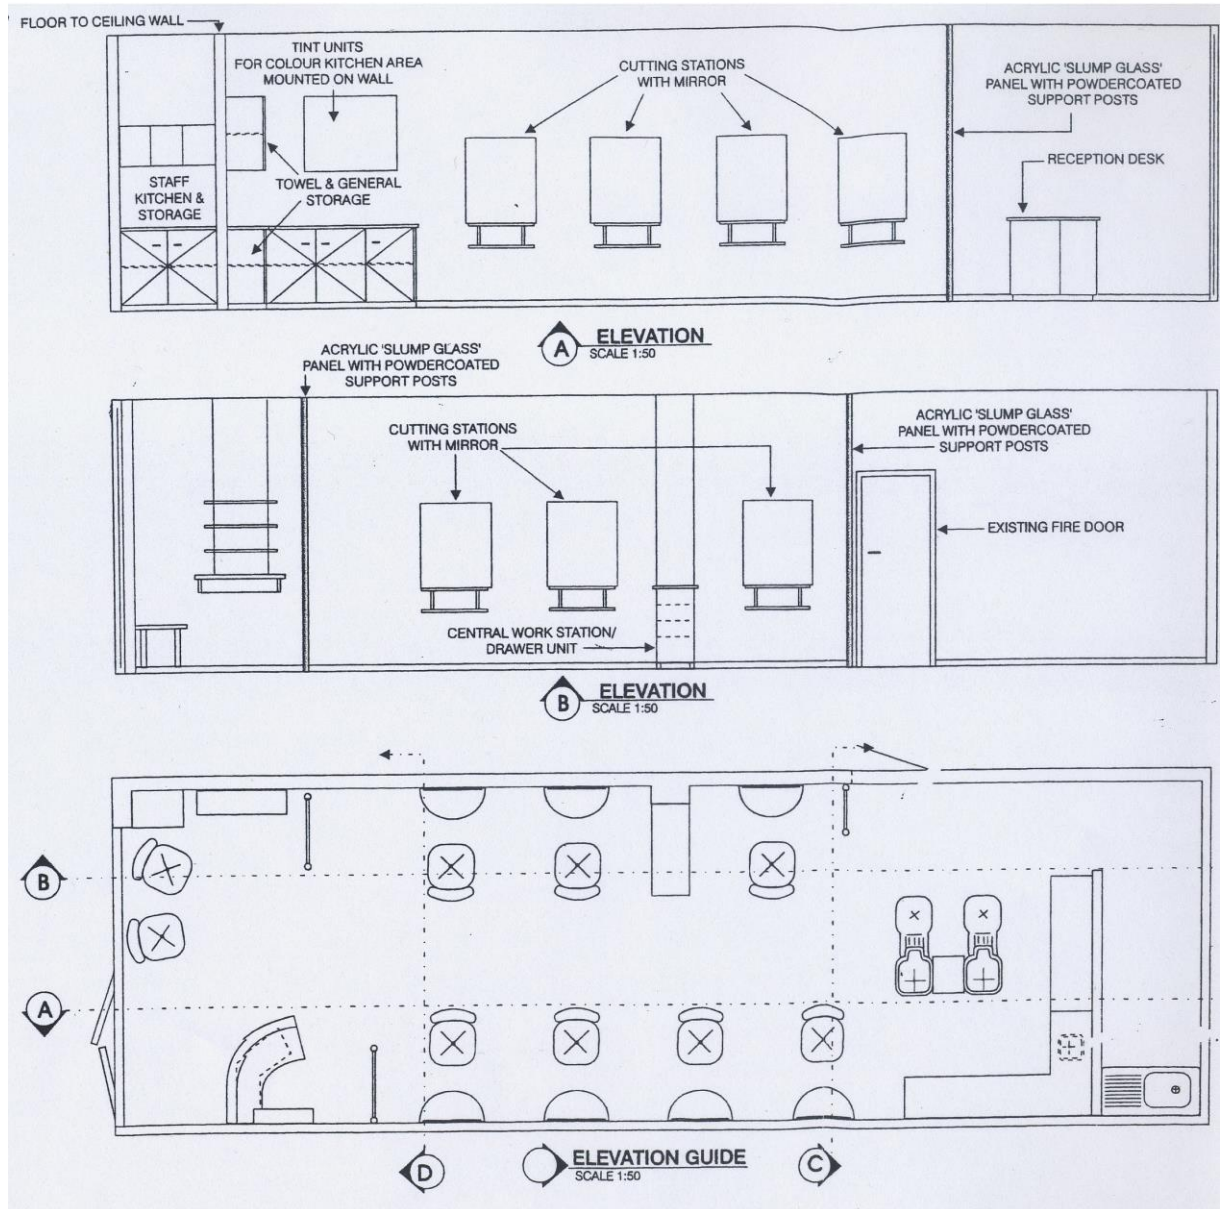 FLOOR TO CEILING WALL
TINT UNITS
FOR COLOUR KITCHEN AREA
MOUNTED ON WALL
CUTTING STATIONS
WITH MIRROR
ACRYLIC 'SLUMP GLASS'
PANEL WITH POWDERCOATED
SUPPORT POSTS
RECEPTION DESK
STAFF
KITCHEN &
STORAGE
TOWEL & GENERAL
STORAGE
A
ELEVATION
SCALE 1:50
ACRYLIC 'SLUMP GLASS'
PANEL WITH POWDERCOATED
SUPPORT POSTS
CUTTING STATIONS
WITH MIRROR
ACRYLIC 'SLUMP GLASS'
PANEL WITH POWDERCOATED
SUPPORT POSTS
EXISTING FIRE DOOR
CENTRAL WORK STATION/
DRAWER UNIT
B
ELEVATION
SCALE 1:50
B
A
D
ELEVATION GUIDE
SCALE 1:50
C